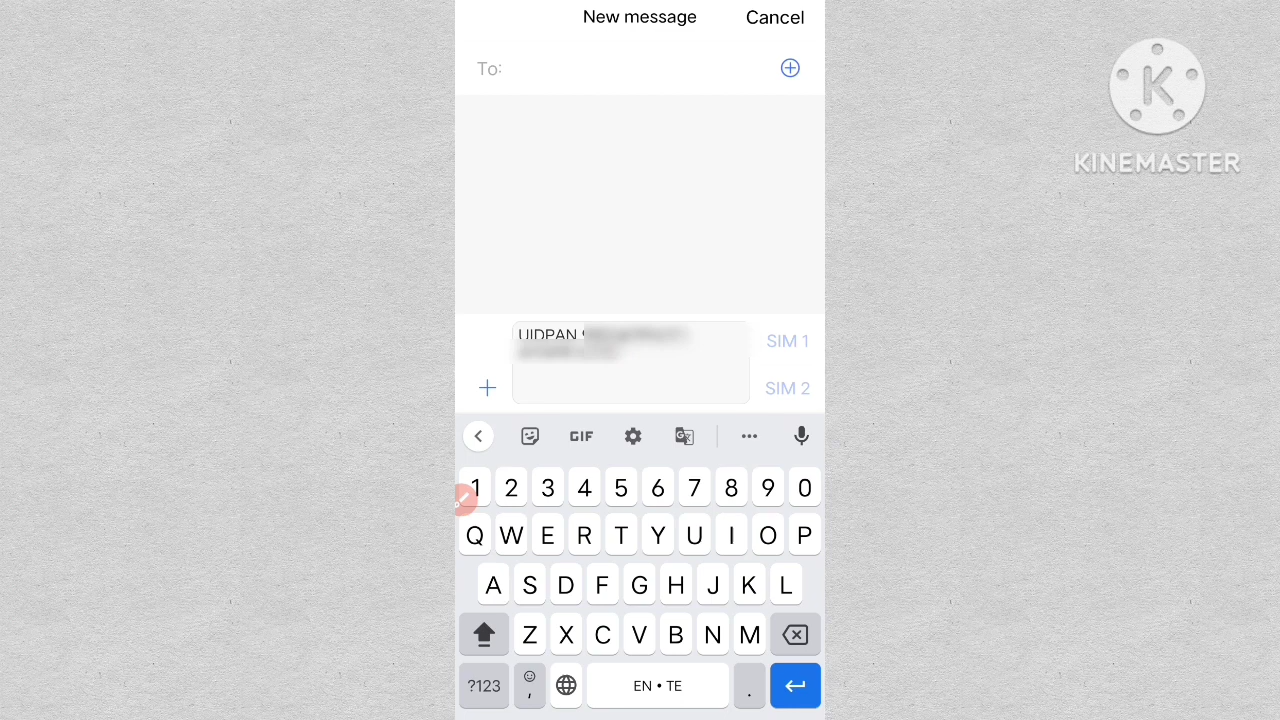 New message Cancel
To:
K
KINEMASTER
UIDPAN
SIM 1
SIM 2
GIF
1 2 3 4 5 6 7 8 9 0
Q W E R T Y U I O P
A S D F G H J K L
Z X C V B N M
?123 , EN • TE .